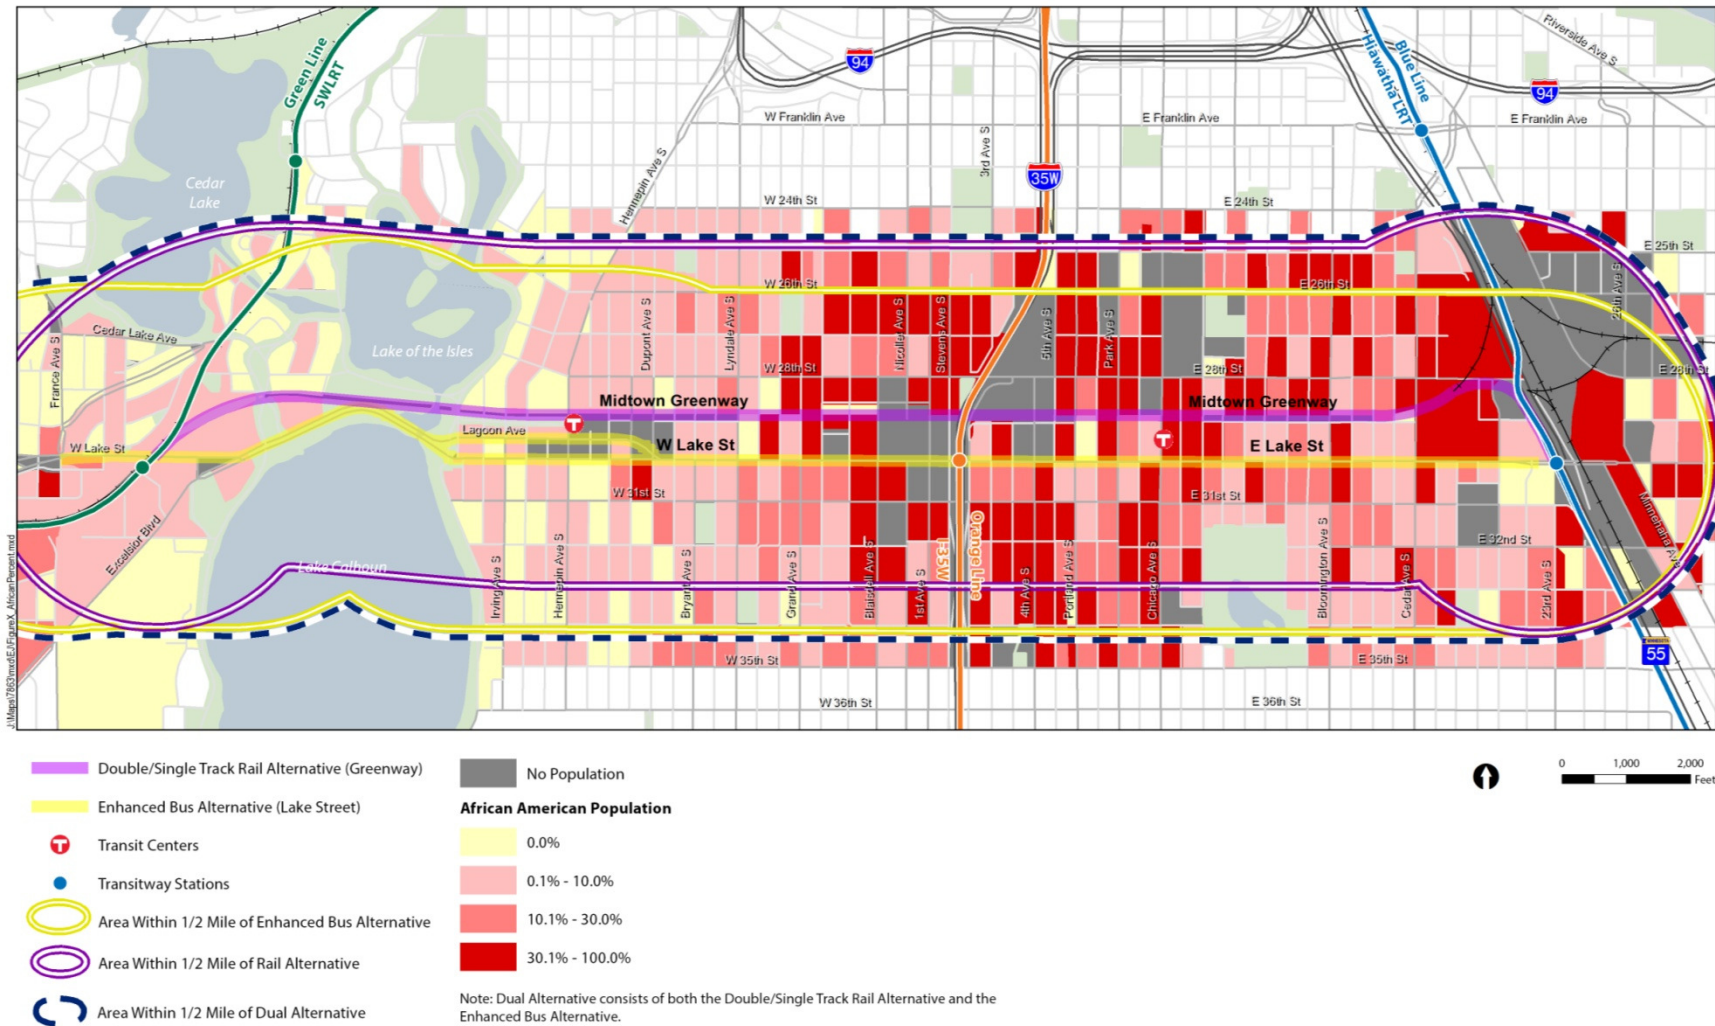 Green Line
SWLRT
94
Blue Line
Hiawatha LRT
Riverside Ave S
94
W Franklin Ave
E Franklin Ave
E Franklin Ave
3rd Ave S
Hennepin Ave S
35W
Cedar
Lake
W 24th St
E 24th St
E 25th St
W 26th St
E 26th St
26th Ave S
Cedar Lake Ave
France Ave S
Lake of the Isles
Dupont Ave S
Lyndale Ave S
Nicollet Ave S
Stevens Ave S
5th Ave S
Park Ave S
W 28th St
E 28th St
E 28th St
Midtown Greenway
Midtown Greenway
T
T
Lagoon Ave
W Lake St
W Lake St
E Lake St
W 31st St
E 31st St
Minnehaha Ave
Excelsior Blvd
Orange Line
I-35W
E 32nd St
Lake Calhoun
Irving Ave S
Hennepin Ave S
Bryant Ave S
Grand Ave S
Blaisdell Ave S
1st Ave S
4th Ave S
Portland Ave S
Chicago Ave S
Bloomington Ave S
Cedar Ave S
23rd Ave S
MINNESOTA
55
W 35th St
E 35th St
W 36th St
E 36th St
Double/Single Track Rail Alternative (Greenway)
Enhanced Bus Alternative (Lake Street)
T Transit Centers
Transitway Stations
Area Within 1/2 Mile of Enhanced Bus Alternative
Area Within 1/2 Mile of Rail Alternative
Area Within 1/2 Mile of Dual Alternative
No Population
African American Population
0.0%
0.1% - 10.0%
10.1% - 30.0%
30.1% - 100.0%
Note: Dual Alternative consists of both the Double/Single Track Rail Alternative and the
Enhanced Bus Alternative.
0 1,000 2,000
Feet